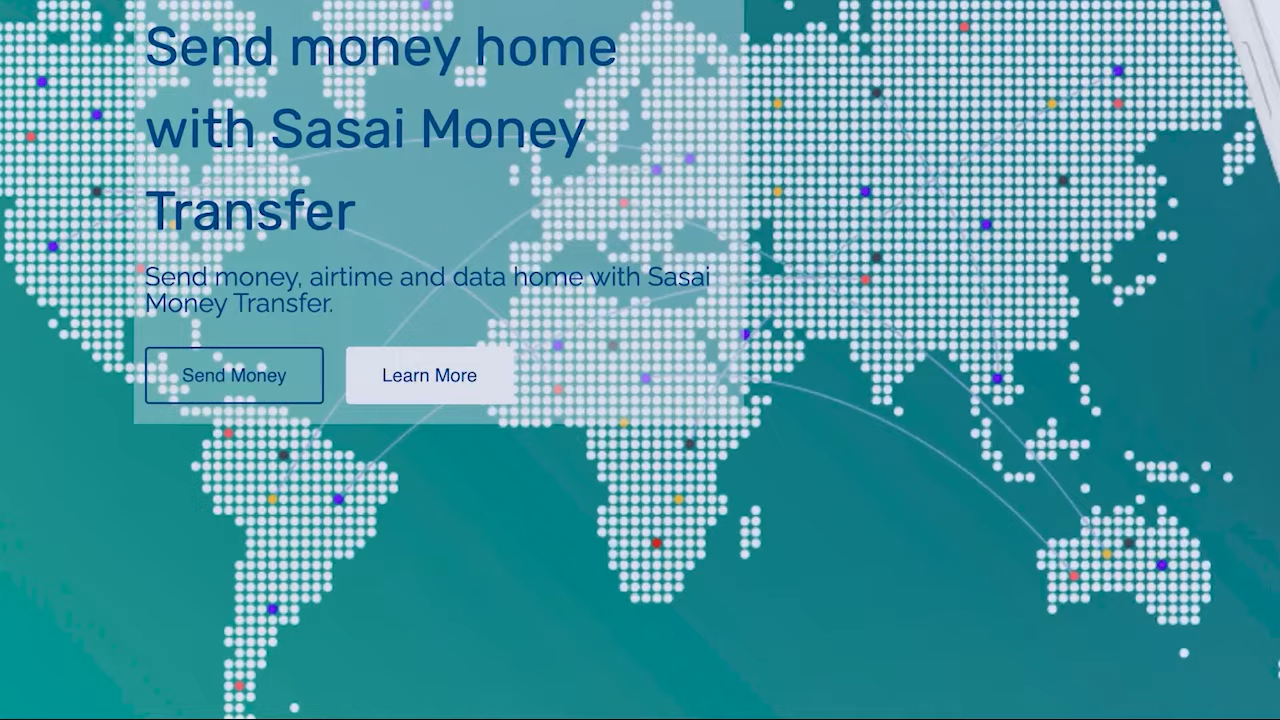 Send money home
with Sasai Money
Transfer
Send money, airtime and data home with Sasai
Money Transfer.
Send Money
Learn More